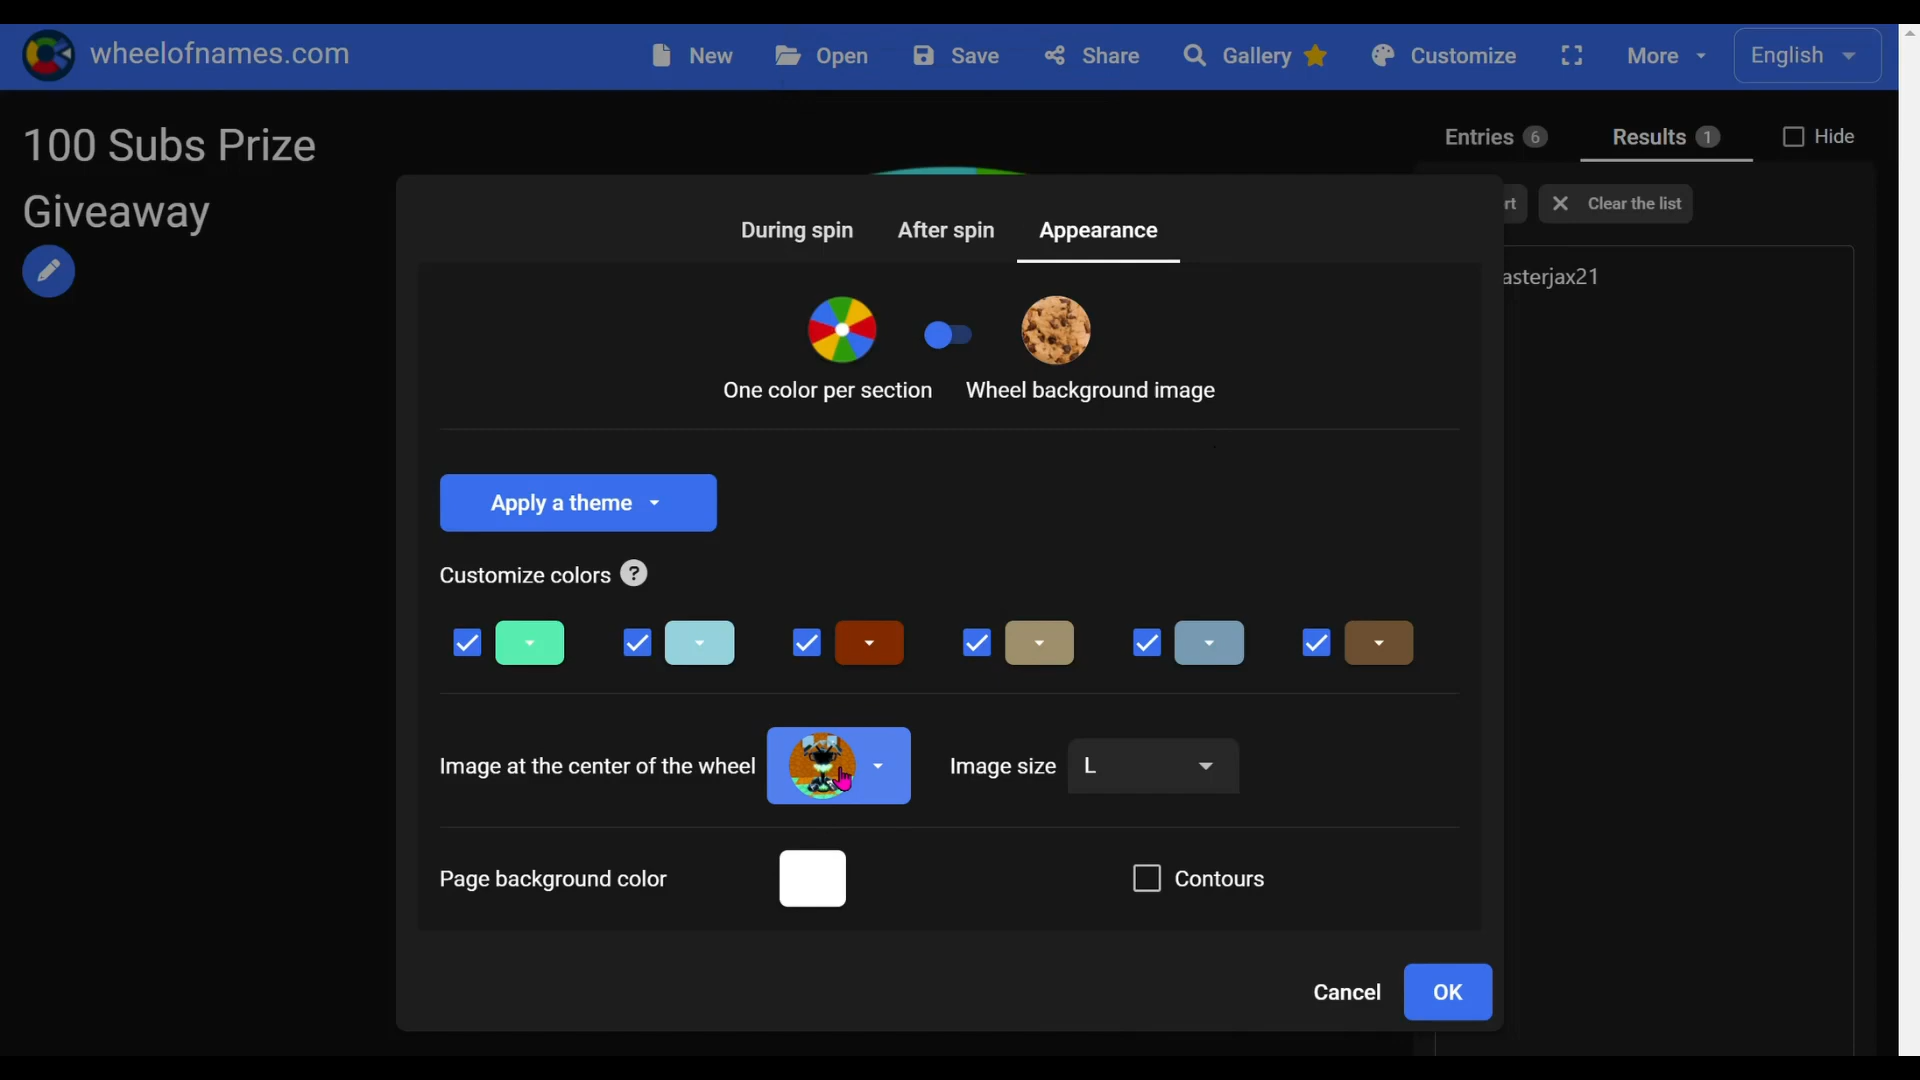 wheelofnames.com
New
Open
Save
Share
Gallery
Customize
More
English
100 Subs Prize
Giveaway
Entries 6
Results 1
Hide
rt
Clear the list
asterjax21
During spin
After spin
Appearance
One color per section
Wheel background image
Apply a theme
Customize colors ?
Image at the center of the wheel
Image size
L
Page background color
Contours
Cancel
OK